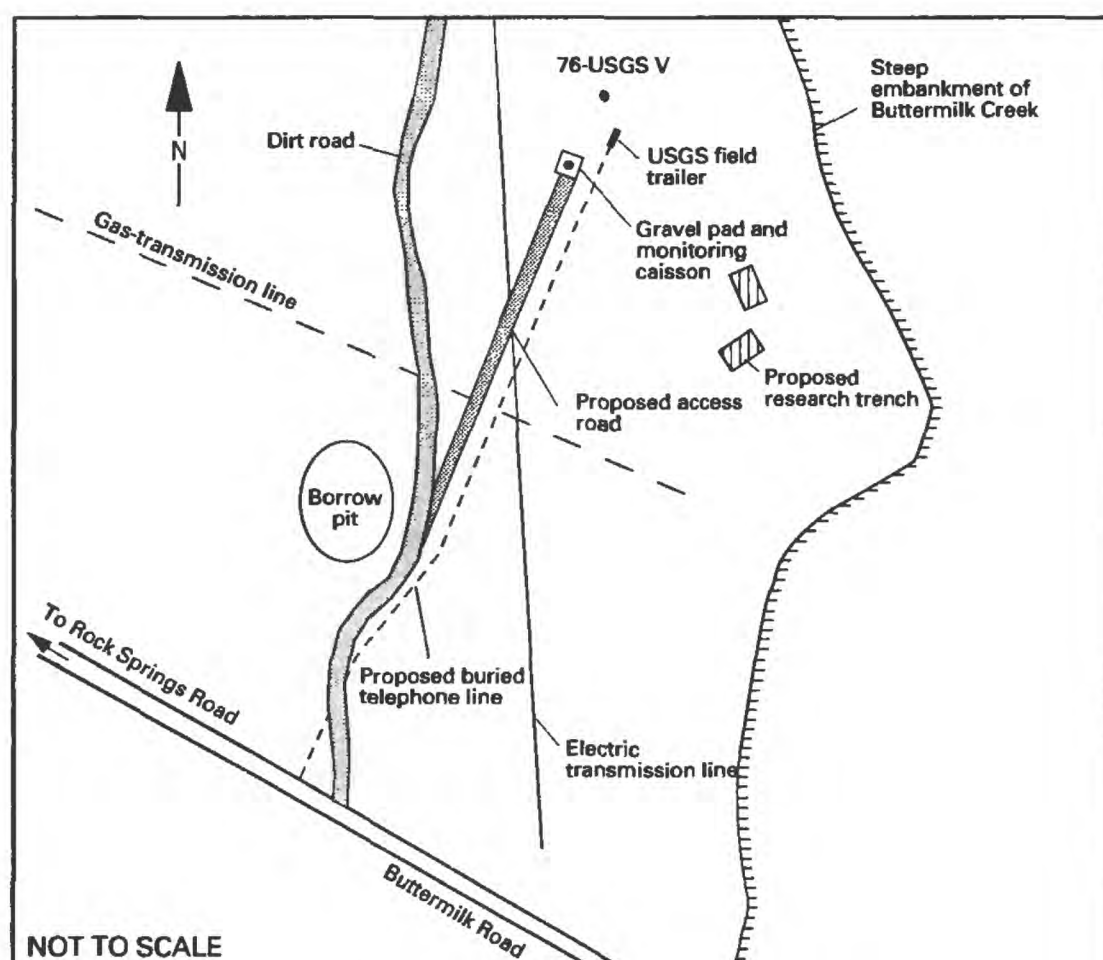 76-USGS V
Steep
embankment of
Buttermilk Creek
Dirt road
N
USGS field
trailer
Gas-transmission line
Gravel pad and
monitoring
caisson
Proposed
research trench
Proposed access
road
Borrow
pit
To Rock Springs Road
Proposed buried
telephone line
Electric
transmission line
Buttermilk Road
NOT TO SCALE